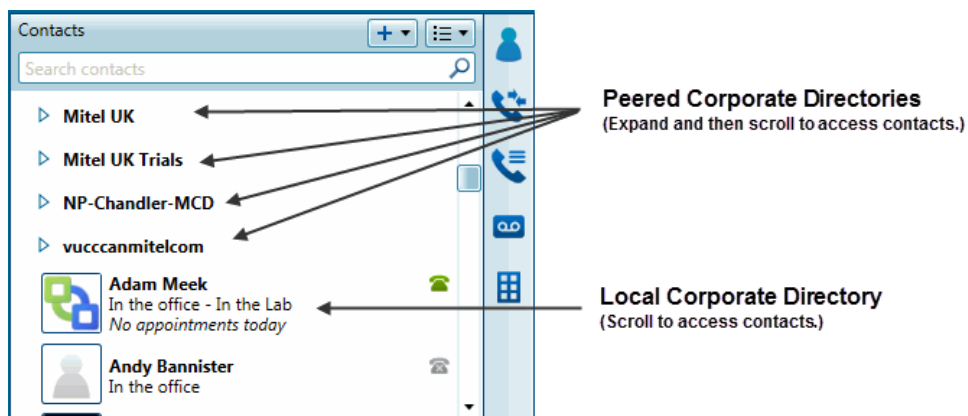 Contacts
Search contacts
Mitel UK
Mitel UK Trials
NP-Chandler-MCD
vucccanmitelcom
Adam Meek
In the office - In the Lab
No appointments today
Andy Bannister
In the office
Peered Corporate Directories
(Expand and then scroll to access contacts.)
Local Corporate Directory
(Scroll to access contacts.)